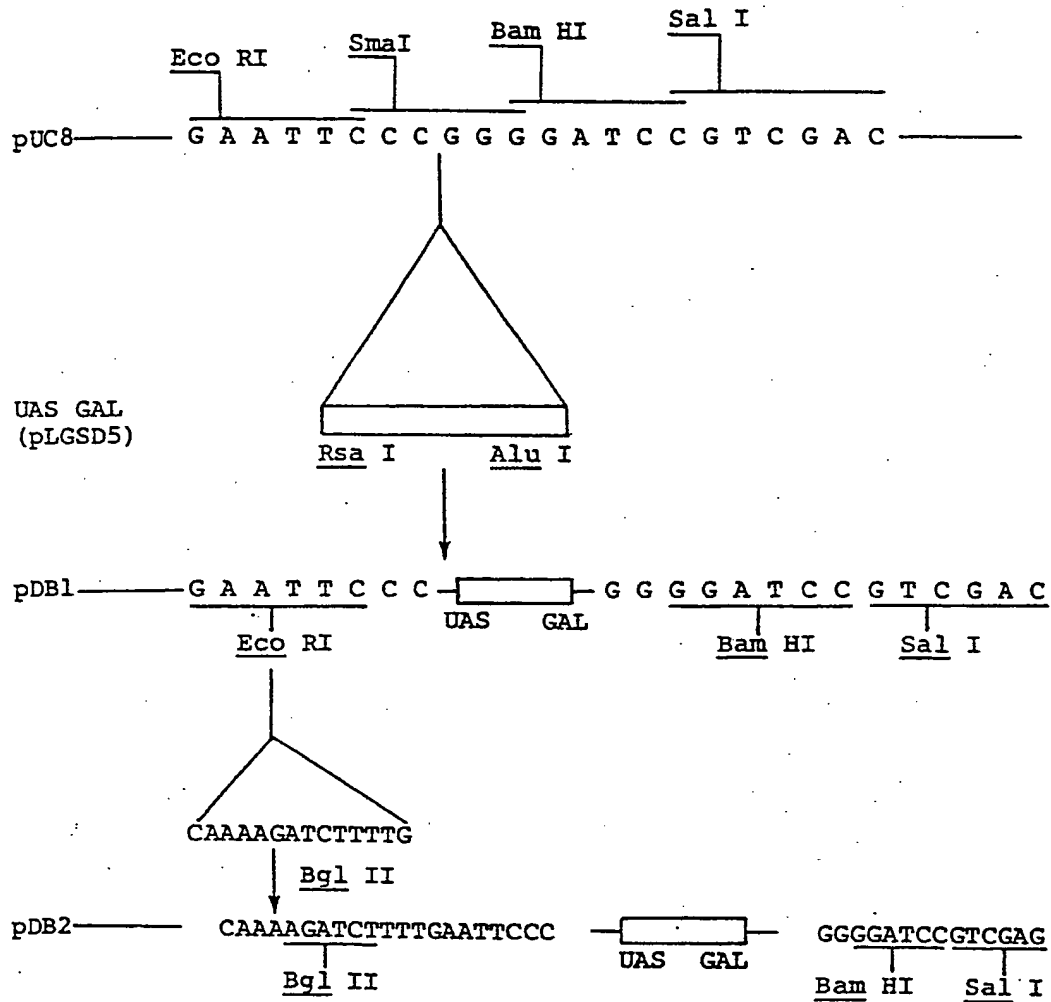 Sal I
Bam HI
SmaI
Eco RI
pUC8 G A A T T C C C G G G G A T C C G T C G A C
UAS GAL
(pLGSD5)
Rsa I Alu I
pDB1 G A A T T C C C G G G G A T C C G T C G A C
UAS GAL
Eco RI Bam HI Sal I
CAAAAGATCTTTTG
Bgl II
pDB2 CAAAAGATCTTTTGAATTCCC GGGGATCCGTCGAG
UAS GAL
Bgl II Bam HI Sal I